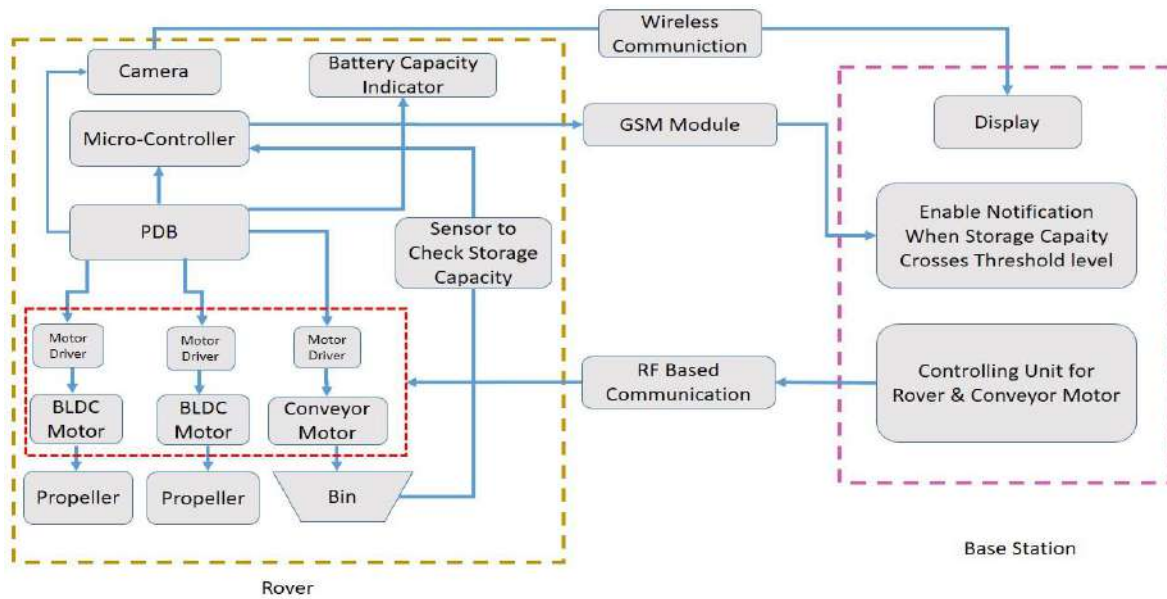 Wireless
Communiction
Camera
Battery Capacity
Indicator
Micro-Controller
GSM Module
Display
PDB
Sensor to
Check Storage
Capacity
Enable Notification
When Storage Capaity
Crosses Threshold level
Motor
Driver
Motor
Driver
Motor
Driver
RF Based
Communication
Controlling Unit for
Rover & Conveyor Motor
BLDC
Motor
BLDC
Motor
Conveyor
Motor
Propeller
Propeller
Bin
Base Station
Rover